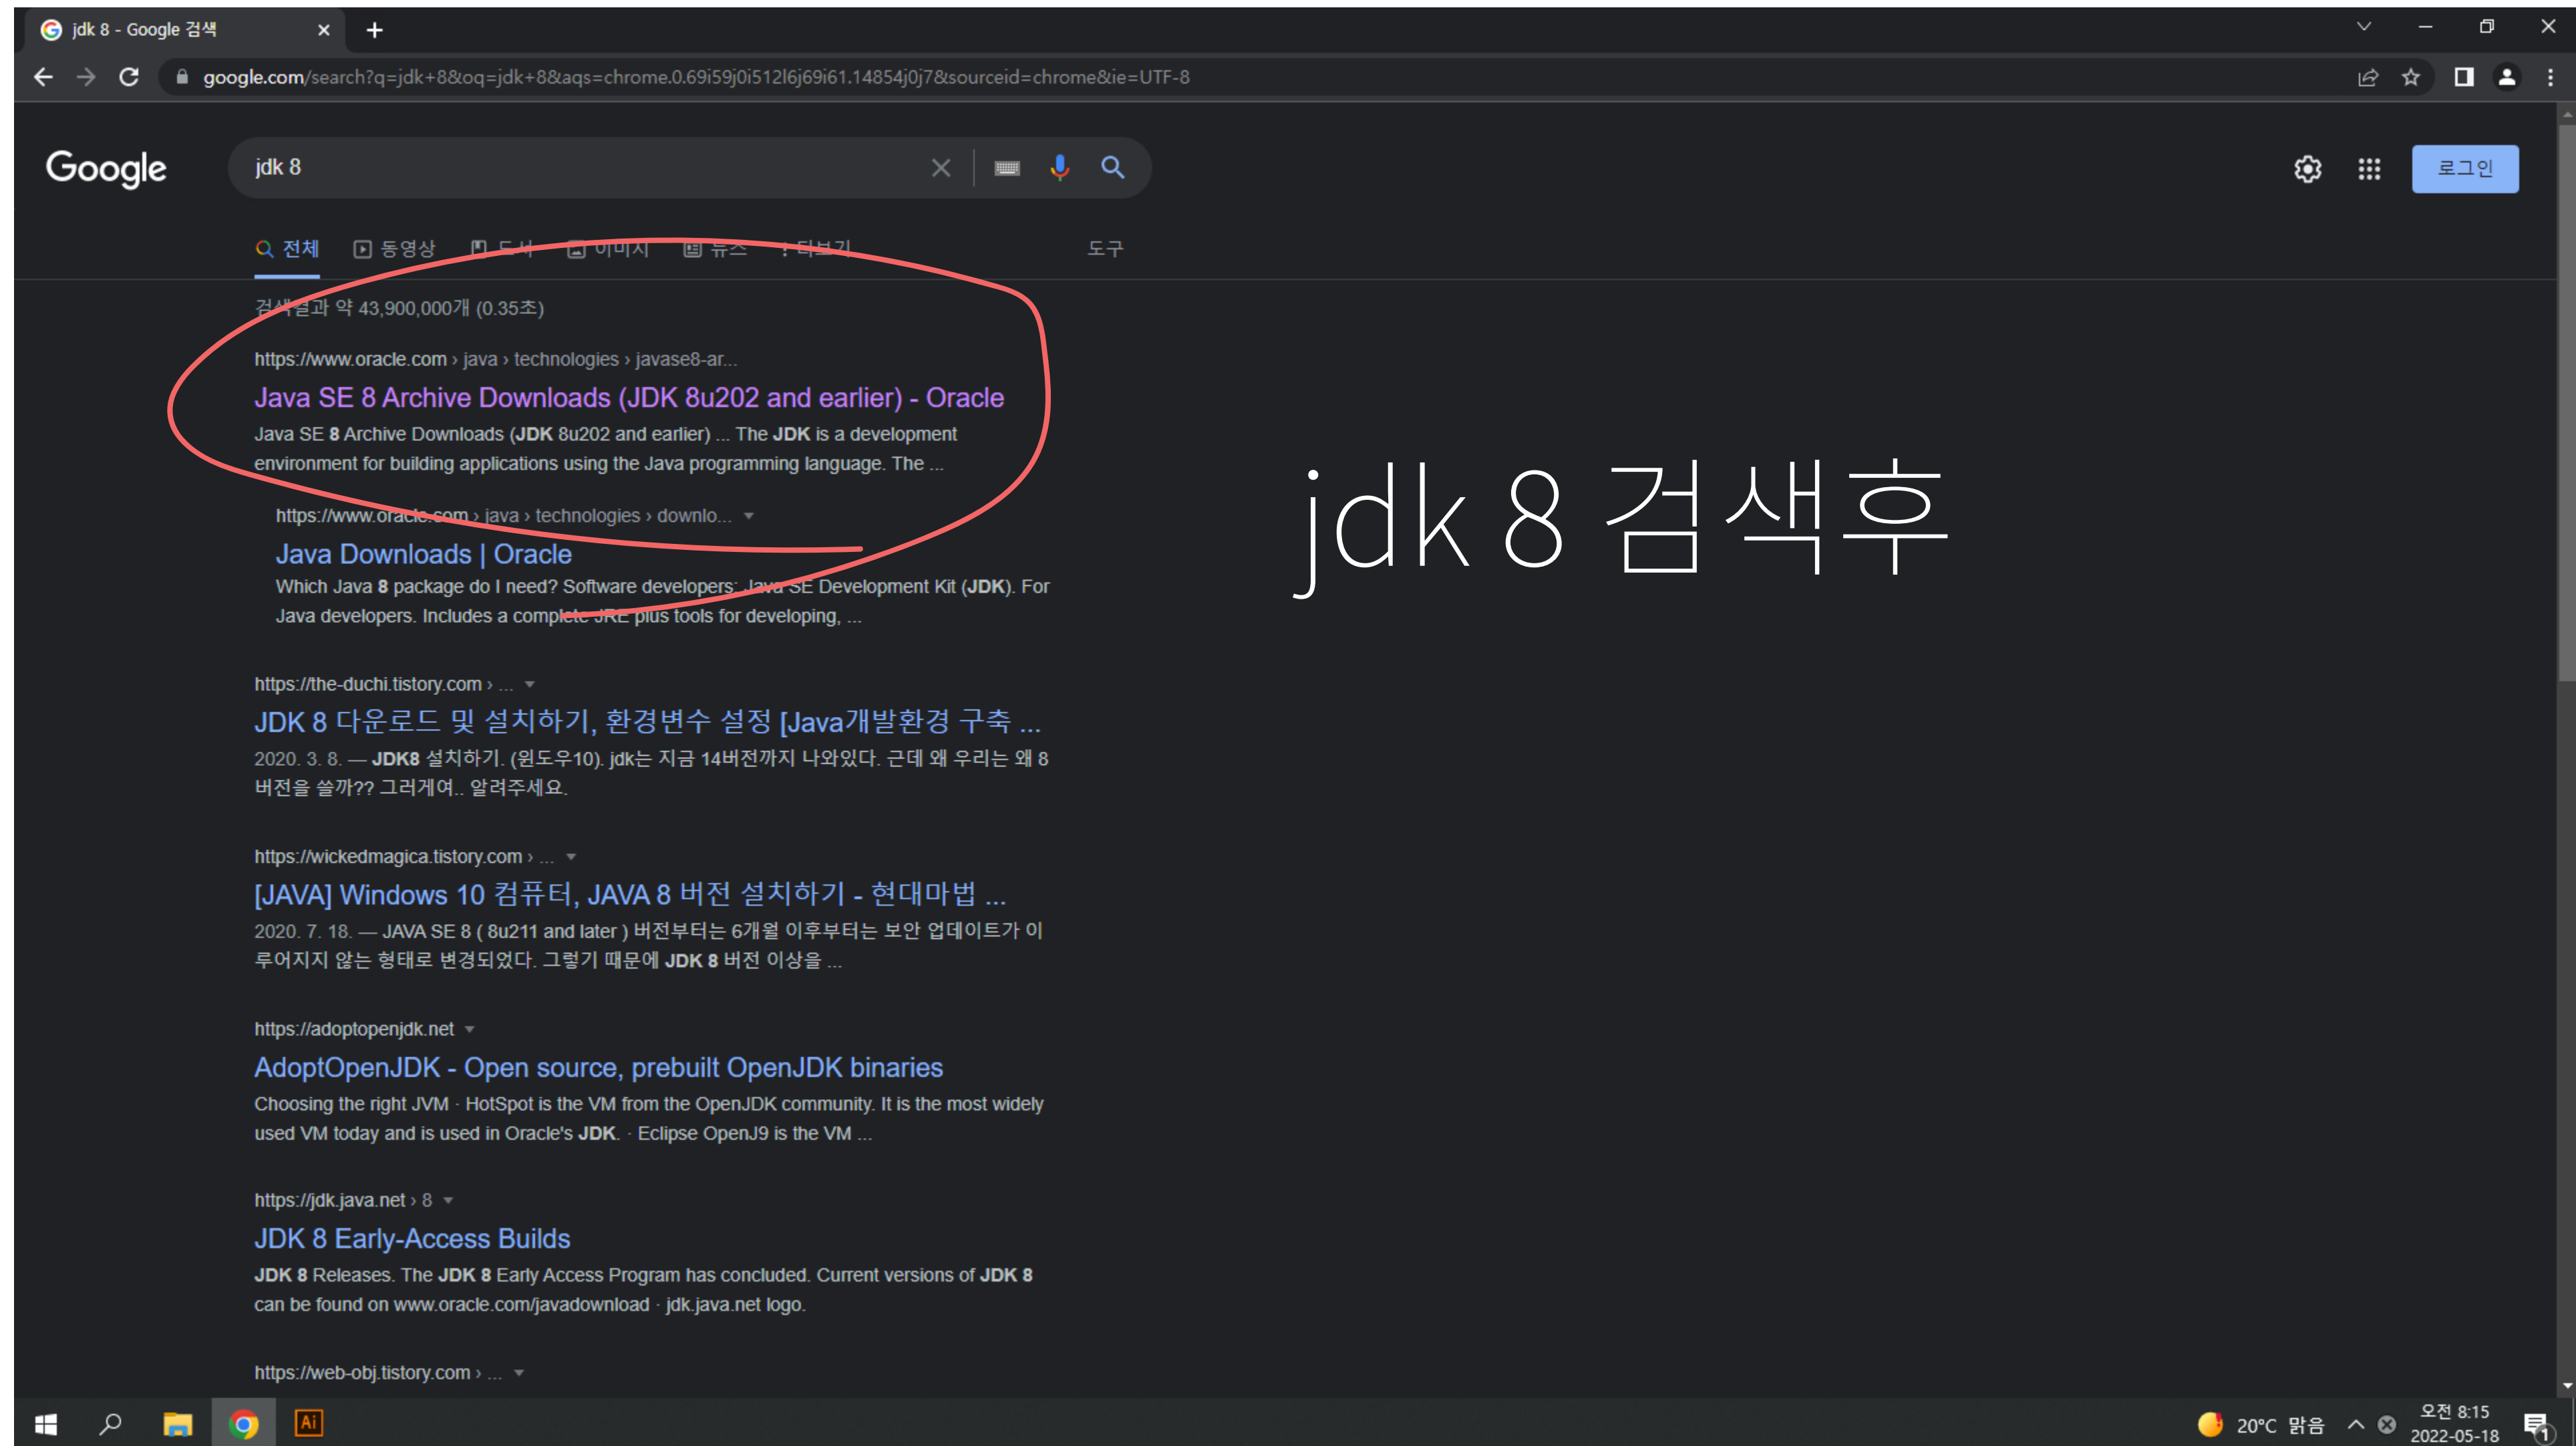 jdk 8 - Google 검색
google.com/search?q=jdk+8&oq=jdk+8&aqs=chrome.0.69i59j0i512l6j69i61.14854j0j7&sourceid=chrome&ie=UTF-8
Google
jdk 8
로그인
전체 동영상 도서 이미지 뉴스 더보기 도구
검색결과 약 43,900,000개 (0.35초)
https://www.oracle.com › java › technologies › javase8-ar...
Java SE 8 Archive Downloads (JDK 8u202 and earlier) - Oracle
Java SE 8 Archive Downloads (JDK 8u202 and earlier) ... The JDK is a development
environment for building applications using the Java programming language. The ...
https://www.oracle.com › java › technologies › downlo...
Java Downloads | Oracle
Which Java 8 package do I need? Software developers: Java SE Development Kit (JDK). For
Java developers. Includes a complete JRE plus tools for developing, ...
jdk 8 검색후
https://the-duchi.tistory.com › ...
JDK 8 다운로드 및 설치하기, 환경변수 설정 [Java개발환경 구축 ...
2020. 3. 8. — JDK8 설치하기. (윈도우10). jdk는 지금 14버전까지 나와있다. 근데 왜 우리는 왜 8
버전을 쓸까?? 그러게여.. 알려주세요.
https://wickedmagica.tistory.com › ...
[JAVA] Windows 10 컴퓨터, JAVA 8 버전 설치하기 - 현대마법 ...
2020. 7. 18. — JAVA SE 8 ( 8u211 and later ) 버전부터는 6개월 이후부터는 보안 업데이트가 이
루어지지 않는 형태로 변경되었다. 그렇기 때문에 JDK 8 버전 이상을 ...
https://adoptopenjdk.net
AdoptOpenJDK - Open source, prebuilt OpenJDK binaries
Choosing the right JVM · HotSpot is the VM from the OpenJDK community. It is the most widely
used VM today and is used in Oracle's JDK. · Eclipse OpenJ9 is the VM ...
https://jdk.java.net › 8
JDK 8 Early-Access Builds
JDK 8 Releases. The JDK 8 Early Access Program has concluded. Current versions of JDK 8
can be found on www.oracle.com/javadownload · jdk.java.net logo.
https://web-obj.tistory.com › ...
Ai
20°C 맑음
오전 8:15
2022-05-18
1